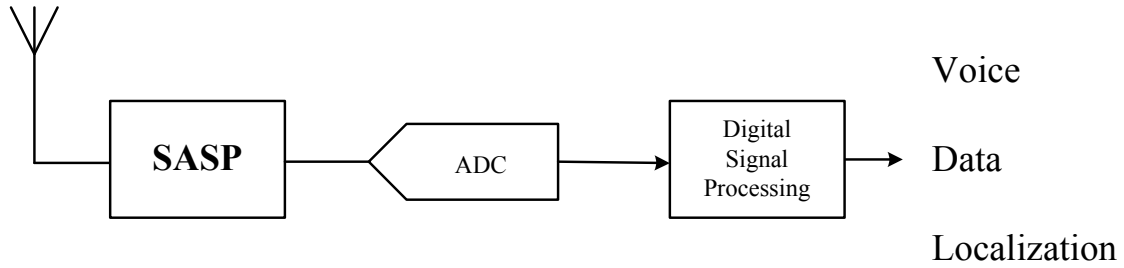 SASP
ADC
Digital
Signal
Processing
Voice
Data
Localization